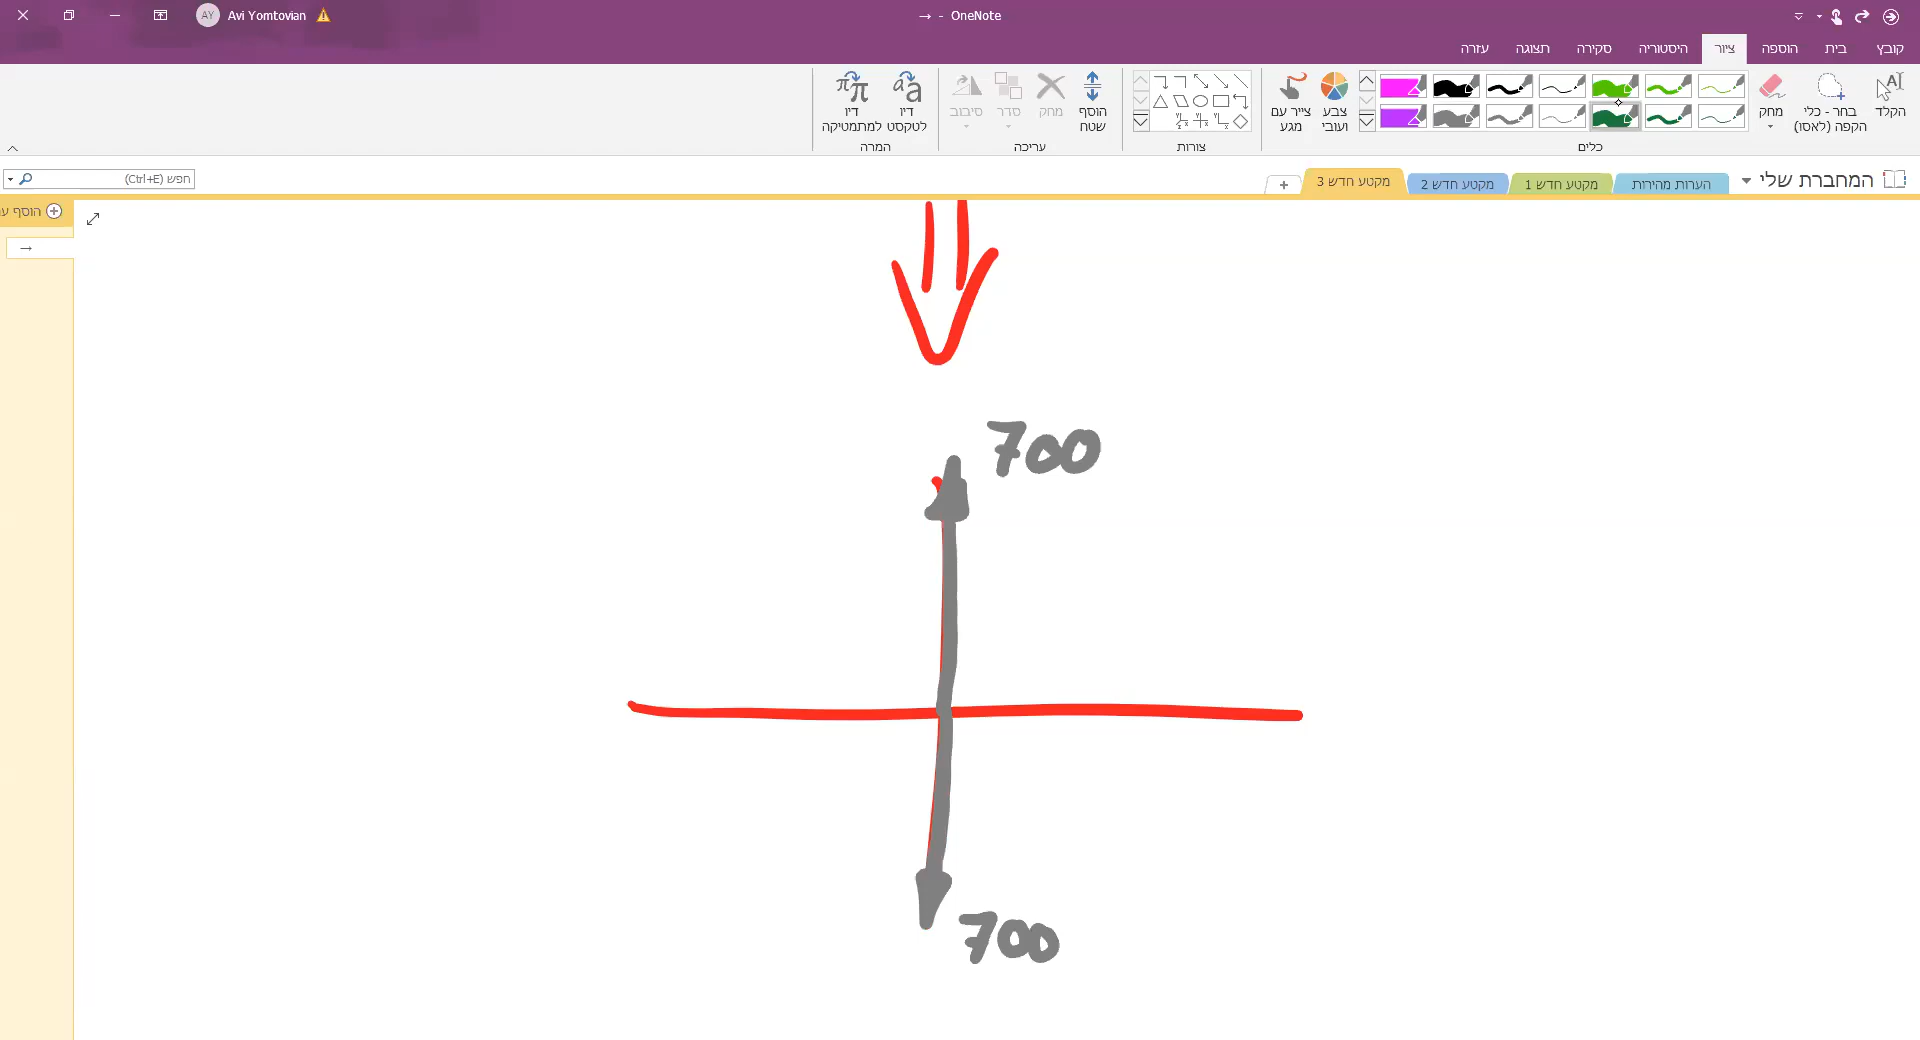 Avi Yomtovian
→ - OneNote
קובץ
בית
הוספה
ציור
היסטוריה
סקירה
תצוגה
עזרה
הקלד
בחר - כלי הקפה (לאסו)
מחק
כלים
צבע ועובי
צייר עם מגע
צורות
הוסף שטח
מחק
סדר
סיבוב
עריכה
דיו לטקסט
דיו למתמטיקה
המרה
המחברת שלי
הערות מהירות
מקטע חדש 1
מקטע חדש 2
מקטע חדש 3
חפש (Ctrl+E)
הוסף
700
700